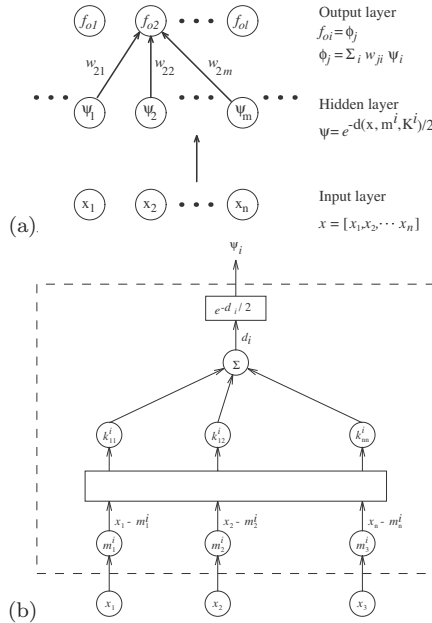 f_o1 f_o2 f_ol
Output layer
f_oi = ϕ_j
ϕ_j = Σ_i w_ji ψ_i
w_21 w_22 w_2m
ψ_1 ψ_2 ψ_m
Hidden layer
ψ = e^-d(x, m^i, K^i)/2
x_1 x_2 x_n
Input layer
x = [x_1, x_2, ⋯ x_n]
(a).
ψ_i
e^-d_i/2
d_i
Σ
k^i_11 k^i_12 k^i_nn
x_1 - m^i_1 x_2 - m^i_2 x_n - m^i_n
m^i_1 m^i_2 m^i_3
x_1 x_2 x_3
(b)